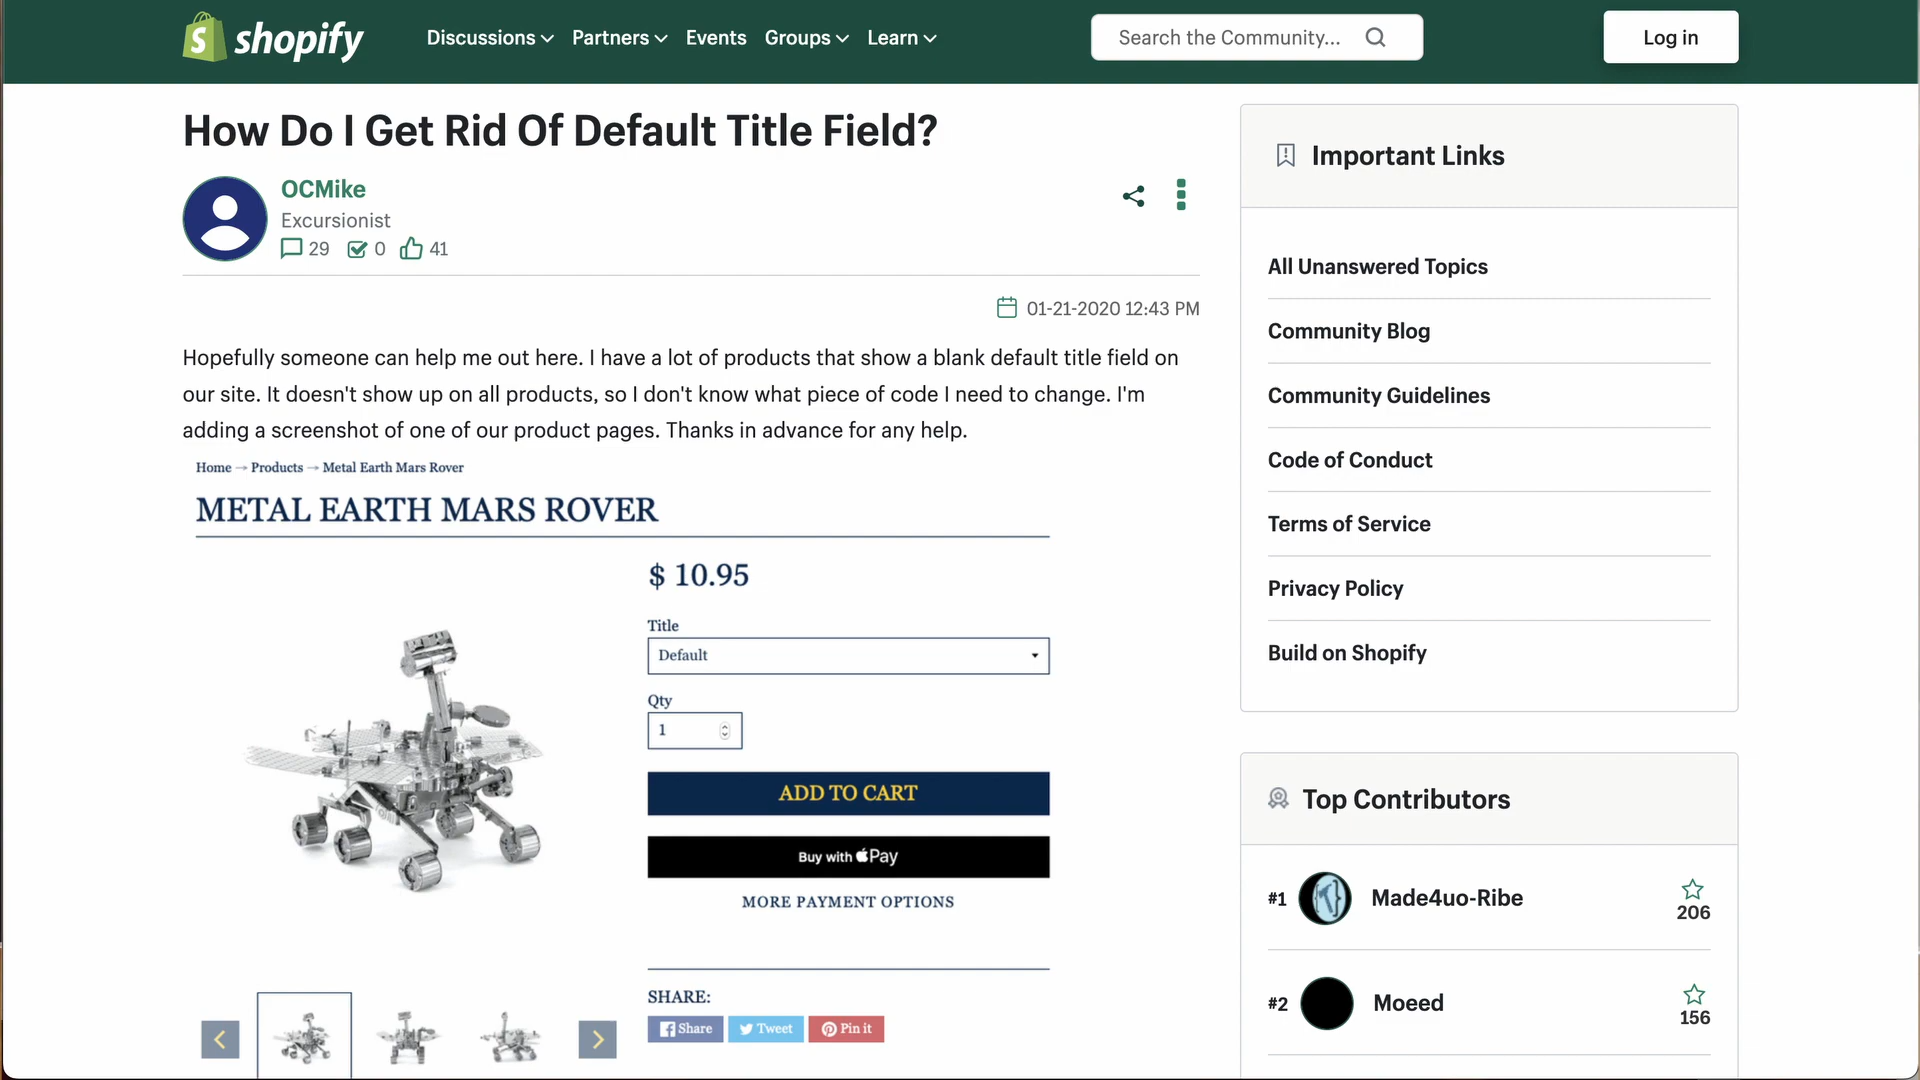 shopify
Discussions Partners Events Groups Learn
Search the Community...
Log in
How Do I Get Rid Of Default Title Field?
OCMike
Excursionist
29 0 41
01-21-2020 12:43 PM
Hopefully someone can help me out here. I have a lot of products that show a blank default title field on
our site. It doesn't show up on all products, so I don't know what piece of code I need to change. I'm
adding a screenshot of one of our product pages. Thanks in advance for any help.
Home → Products → Metal Earth Mars Rover
METAL EARTH MARS ROVER
$ 10.95
Title
Default
Qty
1
ADD TO CART
Buy with Pay
MORE PAYMENT OPTIONS
SHARE:
Share Tweet Pin it
Important Links
All Unanswered Topics
Community Blog
Community Guidelines
Code of Conduct
Terms of Service
Privacy Policy
Build on Shopify
Top Contributors
#1 Made4uo-Ribe 206
#2 Moeed 156